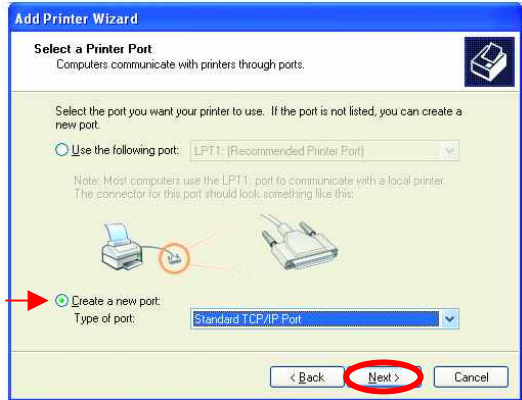 Add Printer Wizard
Select a Printer Port
Computers communicate with printers through ports.
Select the port you want your printer to use. If the port is not listed, you can create a
new port.
Use the following port:
LPT1: (Recommended Printer Port)
Note: Most computers use the LPT1: port to communicate with a local printer.
The connector for this port should look something like this:
Create a new port:
Type of port:
Standard TCP/IP Port
< Back
Next >
Cancel